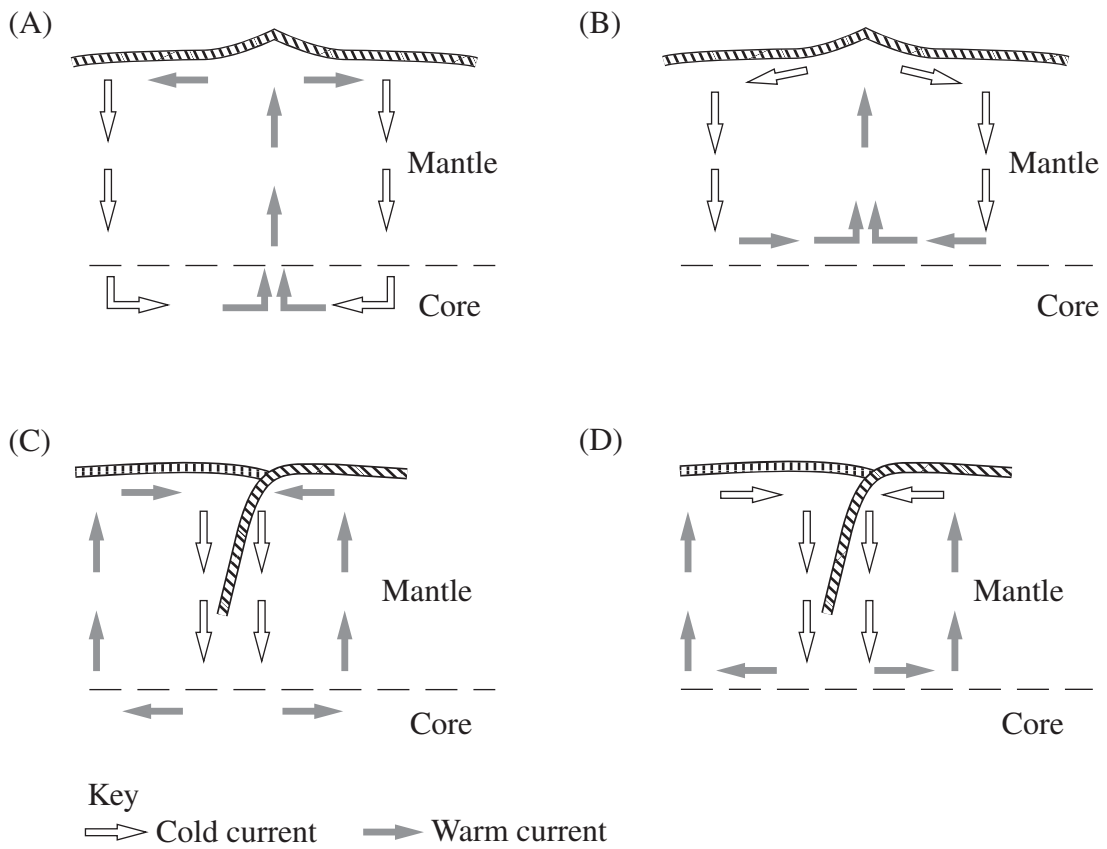 (A)
(B)
Mantle
Mantle
Core
Core
(C)
(D)
Mantle
Mantle
Core
Core
Key
Cold current
Warm current